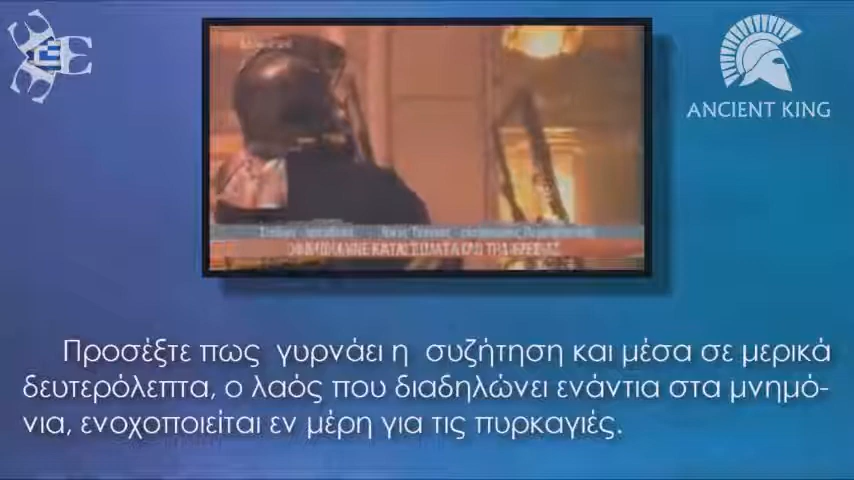 ANCIENT KING
Προσέξτε πως γυρνάει η συζήτηση και μέσα σε μερικά
δευτερόλεπτα, ο λαός που διαδηλώνει ενάντια στα μνημό-
νια, ενοχοποιείται εν μέρη για τις πυρκαγιές.